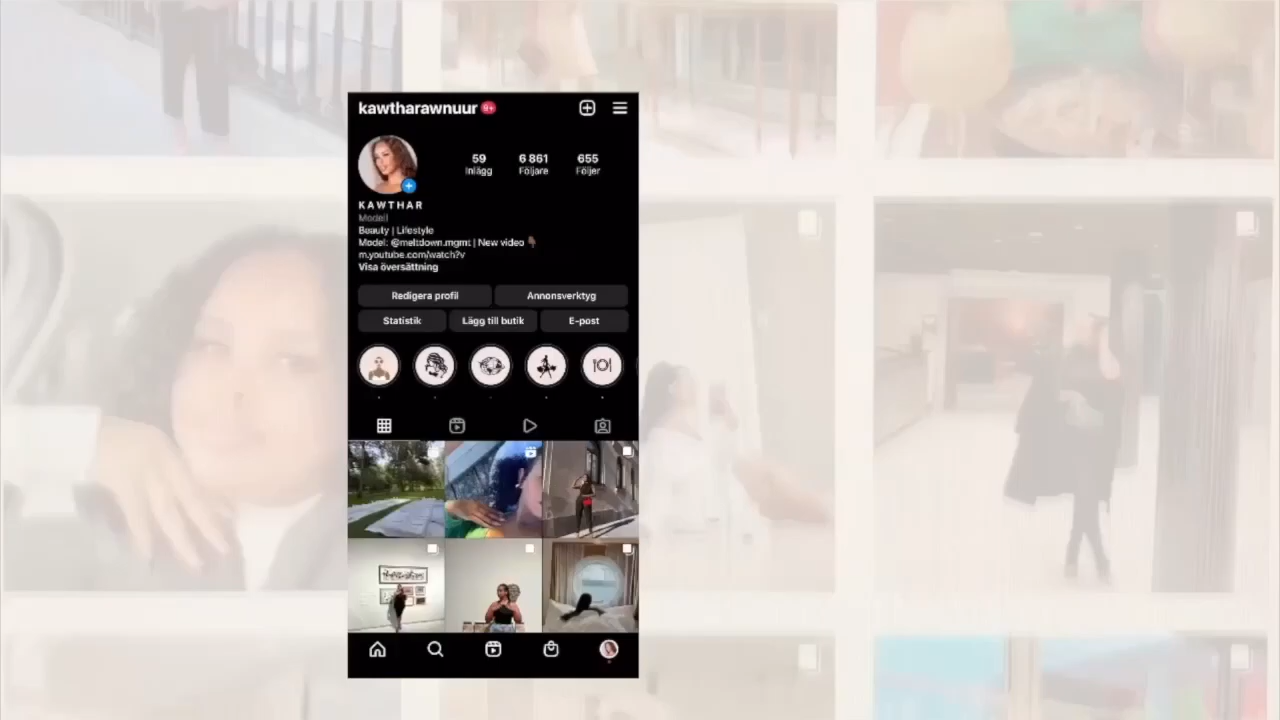 kawtharawnuur 9+
59 6 861 655
Inlägg Följare Följer
KAWTHAR
Modell
Beauty | Lifestyle
Model: @meltdown.mgmt | New video
m.youtube.com/watch?v
Visa översättning
Redigera profil Annonsverktyg
Statistik Lägg till butik E-post